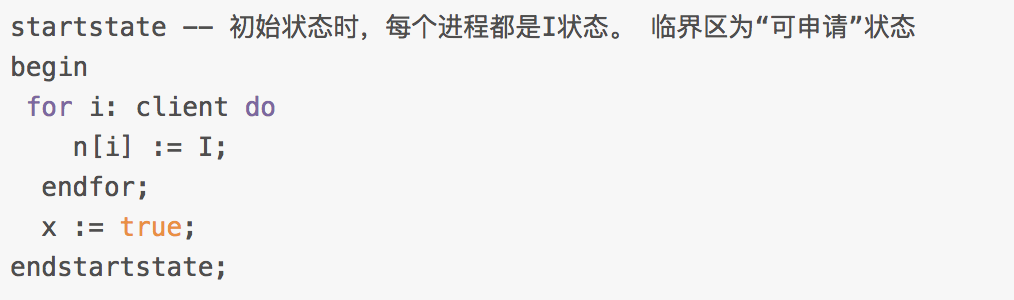 startstate -- 初始状态时，每个进程都是I状态。 临界区为“可申请”状态
begin
 for i: client do
    n[i] := I;
  endfor;
  x := true;
endstartstate;